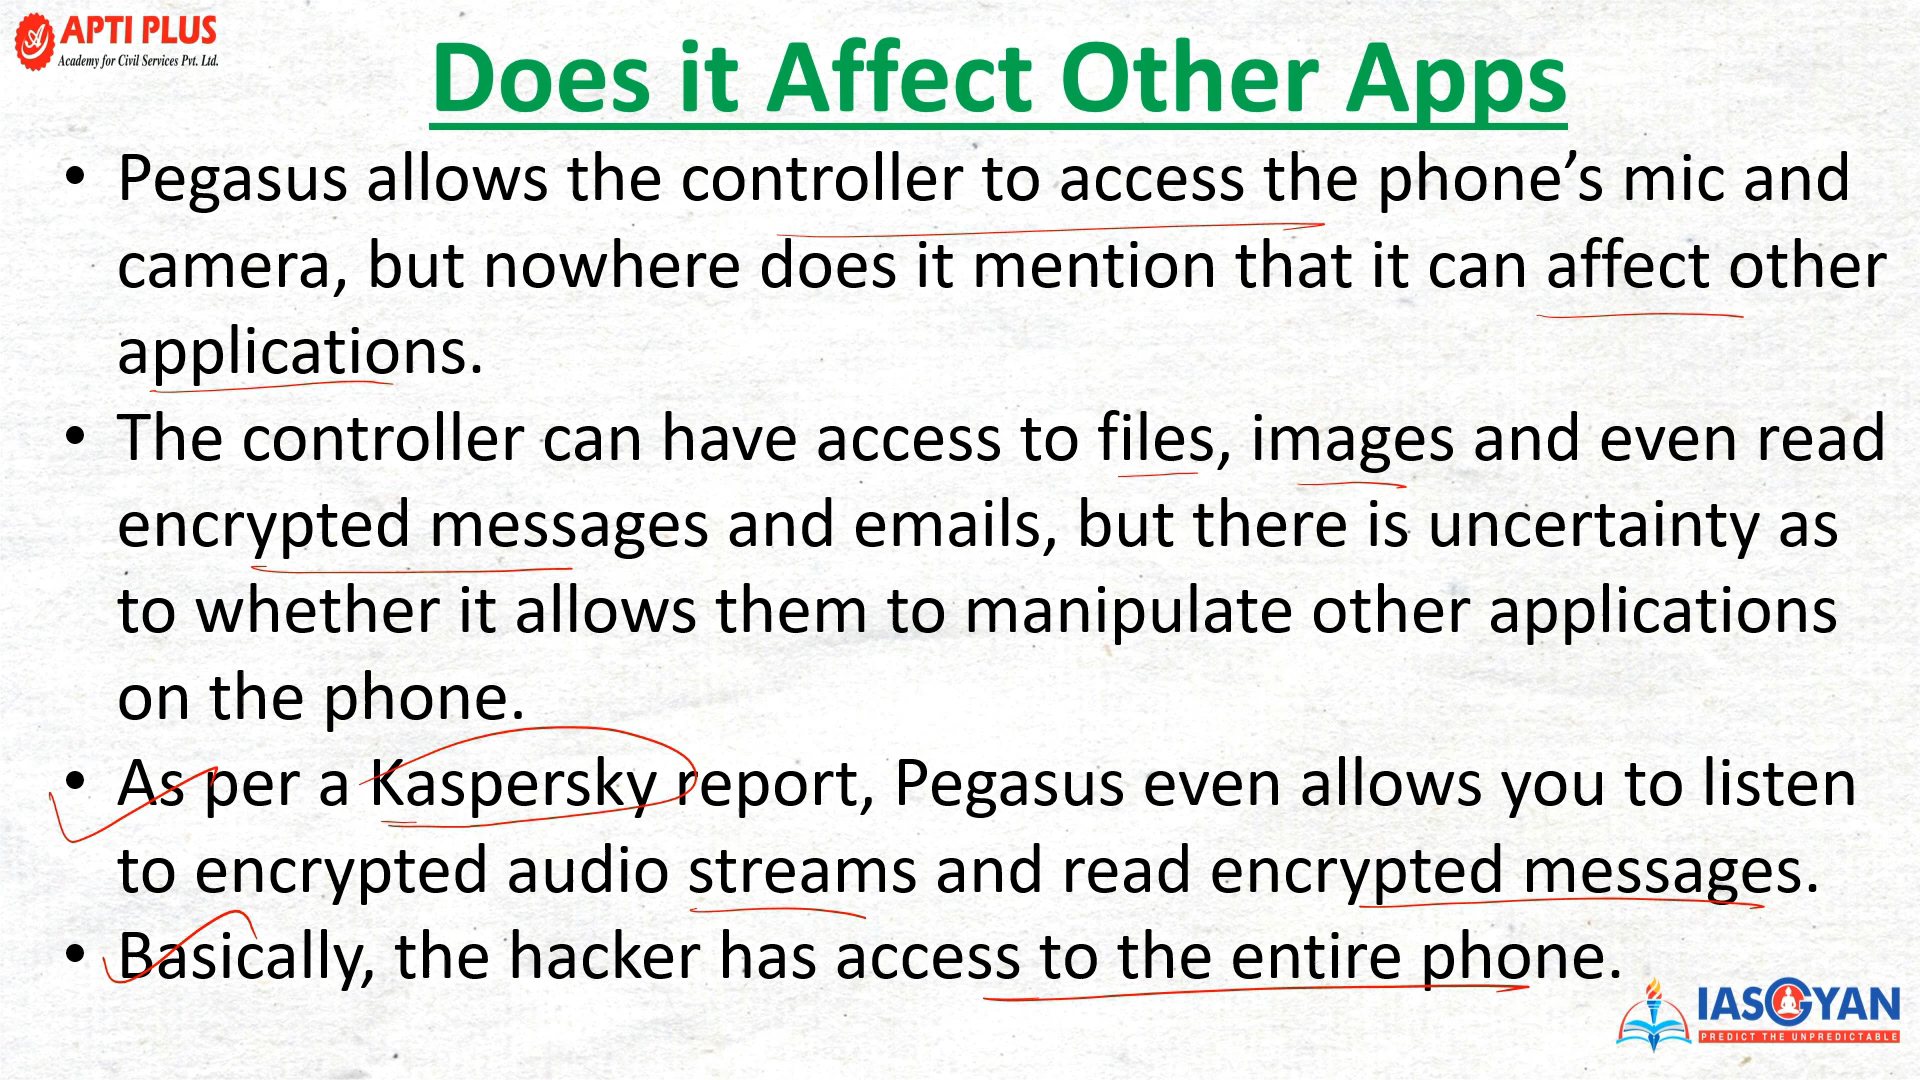 APTI PLUS
Academy for Civil Services Pvt. Ltd.
Does it Affect Other Apps
• Pegasus allows the controller to access the phone’s mic and
camera, but nowhere does it mention that it can affect other
applications.
• The controller can have access to files, images and even read
encrypted messages and emails, but there is uncertainty as
to whether it allows them to manipulate other applications
on the phone.
• As per a Kaspersky report, Pegasus even allows you to listen
to encrypted audio streams and read encrypted messages.
• Basically, the hacker has access to the entire phone.
IASGYAN
PREDICT THE UNPREDICTABLE